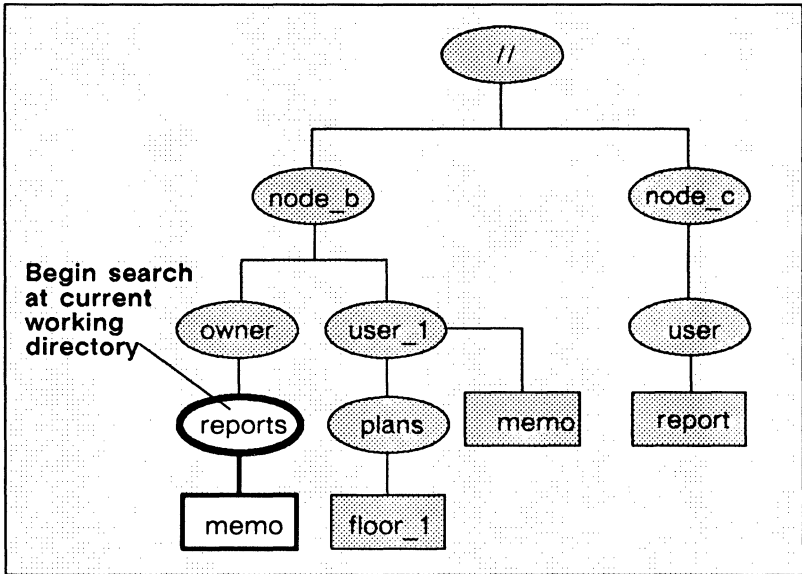 //
node_b
node_c
Begin search
at current
working
directory
owner
user_1
user
reports
plans
memo
report
memo
floor_1